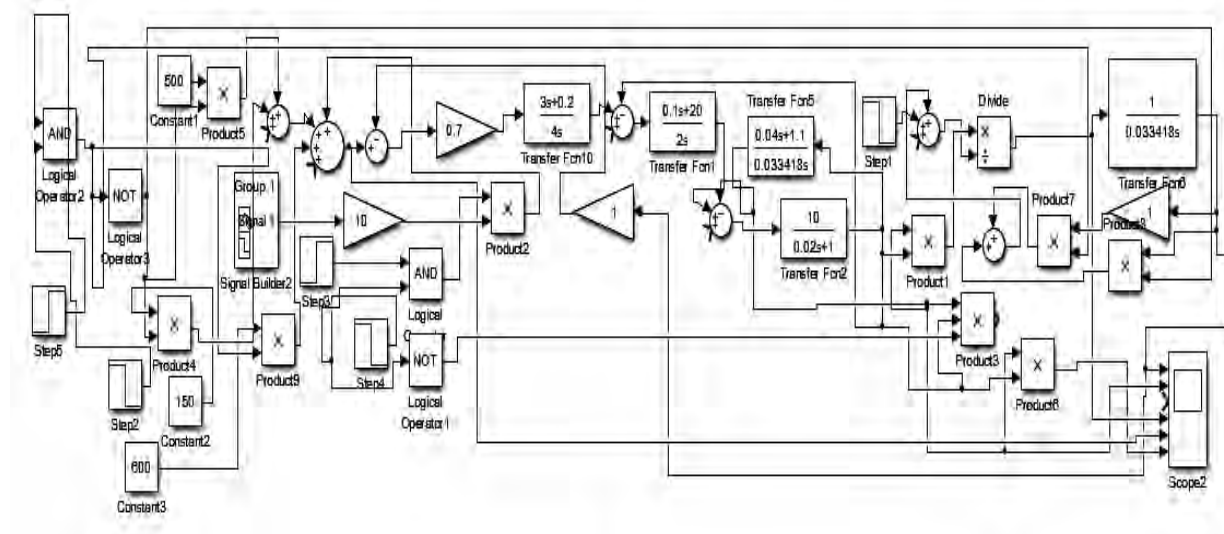 500
Constant1
×
Product5
AND
Logical
Operator2
NOT
Logical
Operator3
Group 1
Signal 1
Signal Builder2
0.7
3s+0.2
4s
Transfer Fcn10
0.1s+20
2s
Transfer Fcn1
Transfer Fcn5
0.04s+1.1
0.033418s
Step1
Divide
×
÷
1
0.033418s
Transfer Fcn6
10
×
Product2
1
10
0.02s+1
Transfer Fcn2
×
Product1
Product7
×
1
Product8
×
Step3
AND
Logical
Step5
×
Product4
×
Product9
Step4
NOT
Logical
Operator1
×
Product3
×
Product6
Step2
150
Constant2
600
Constant3
Scope2